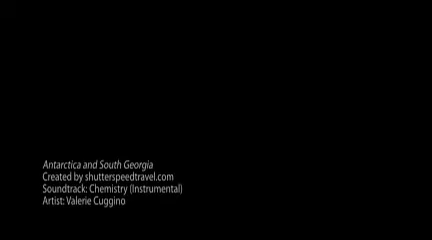 Antarctica and South Georgia
Created by shutterspeedtravel.com
Soundtrack: Chemistry (Instrumental)
Artist: Valerie Cuggino